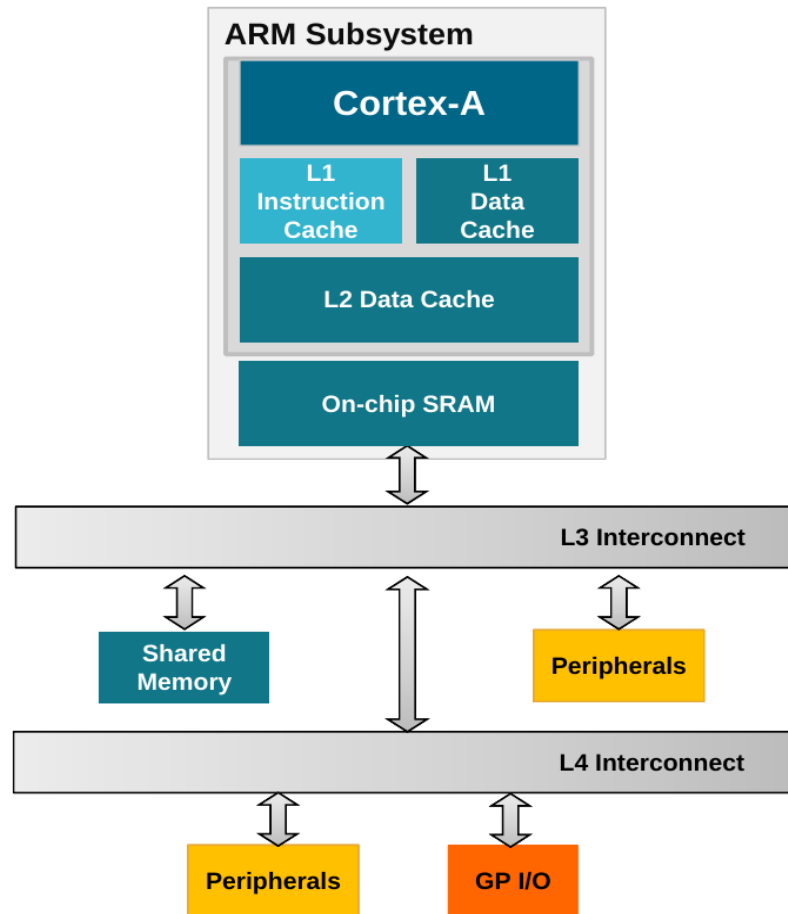 ARM Subsystem
Cortex-A
L1
Instruction
Cache
L1
Data
Cache
L2 Data Cache
On-chip SRAM
L3 Interconnect
Shared
Memory
Peripherals
L4 Interconnect
Peripherals
GP I/O